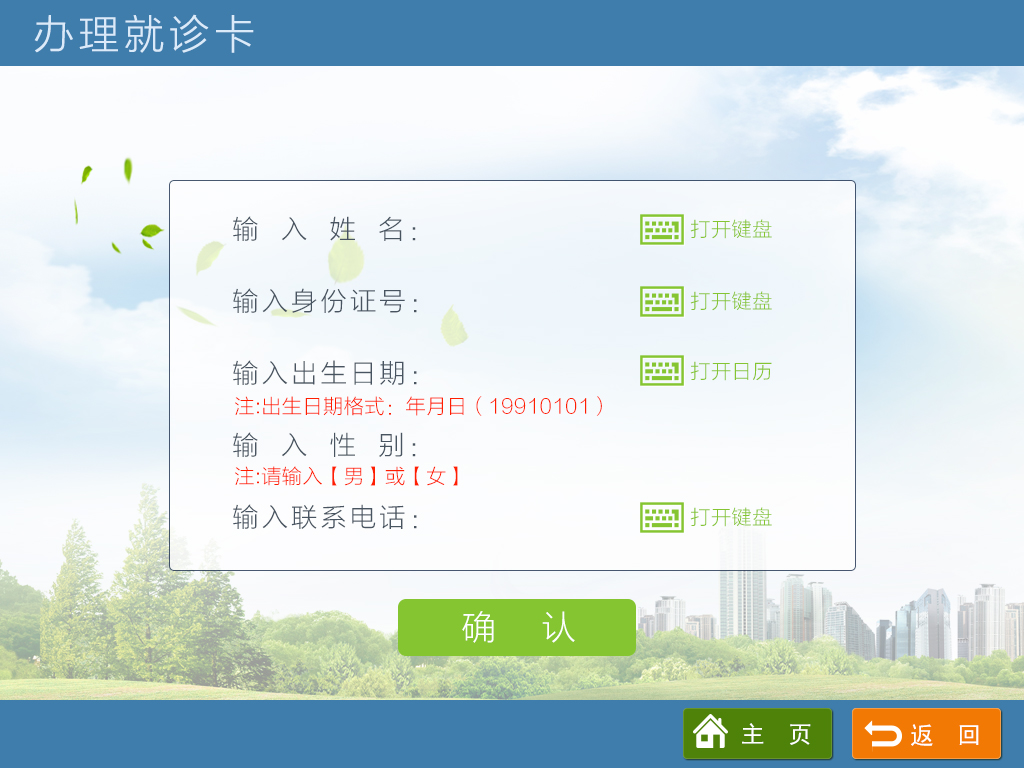 办理就诊卡
输入姓名： 打开键盘
输入身份证号： 打开键盘
输入出生日期： 打开日历
注:出生日期格式：年月日（19910101）
输入性别：
注:请输入【男】或【女】
输入联系电话： 打开键盘
确认
主页 返回